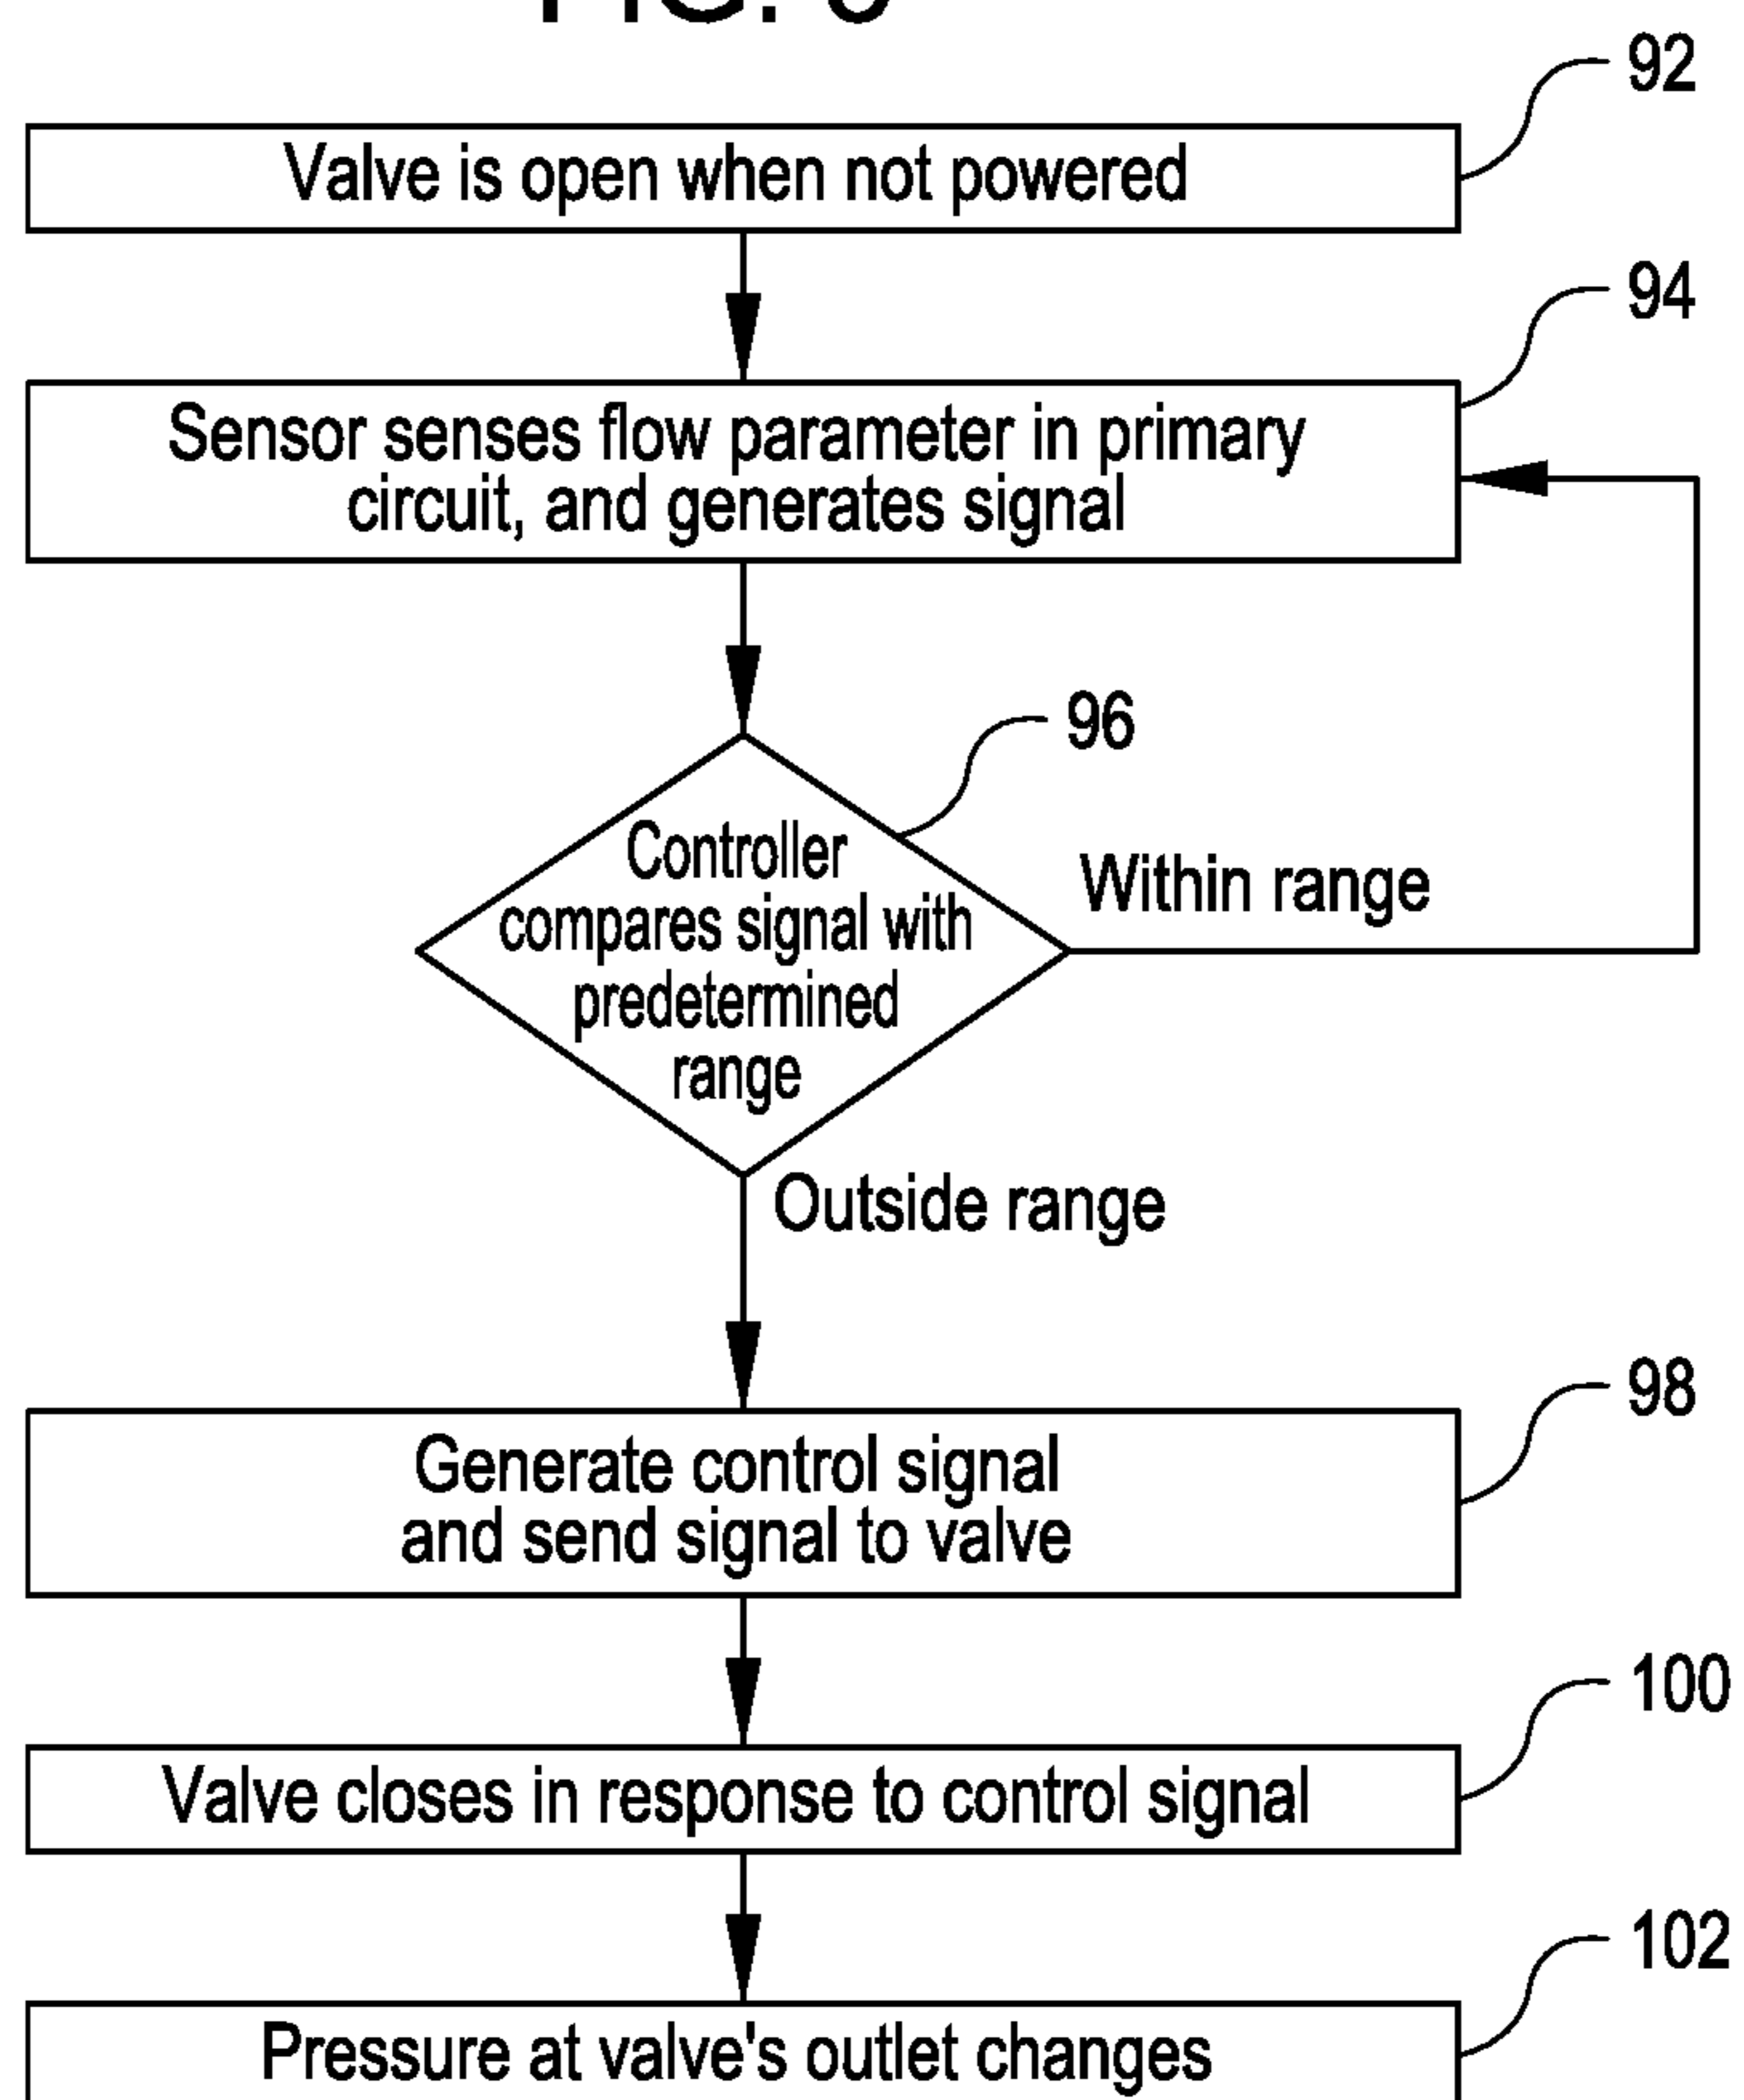 92
Valve is open when not powered
94
Sensor senses flow parameter in primary
circuit, and generates signal
96
Controller
compares signal with
predetermined
range
Within range
Outside range
98
Generate control signal
and send signal to valve
100
Valve closes in response to control signal
102
Pressure at valve's outlet changes